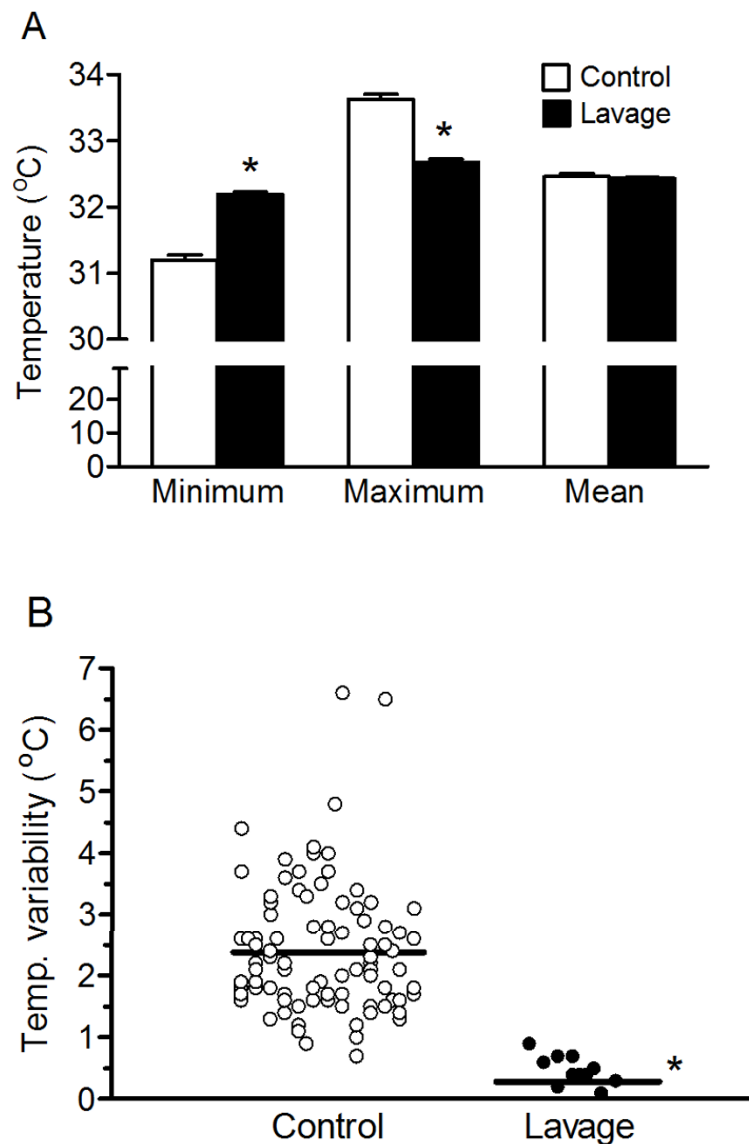 A
Control
Lavage
Temperature (°C)
34
33
32
31
30
20
10
0
*
*
Minimum Maximum Mean
B
Temp. variability (°C)
7
6
5
4
3
2
1
0
*
Control Lavage